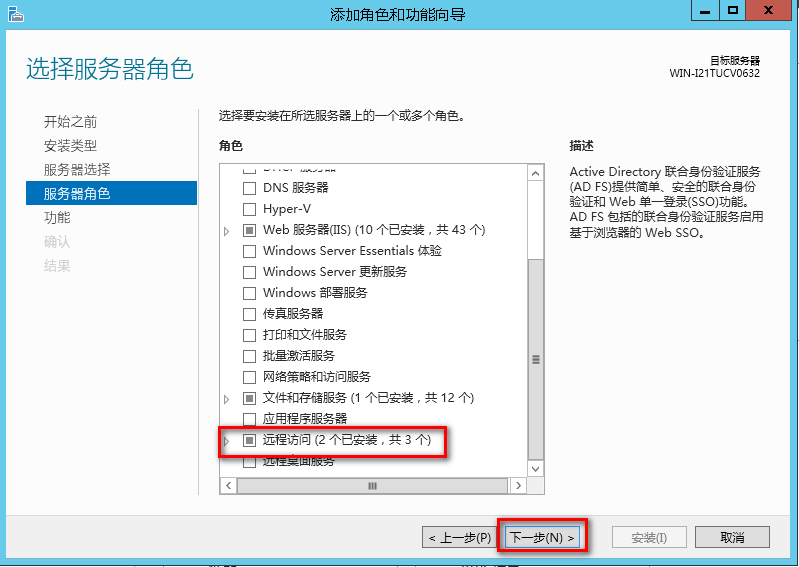 添加角色和功能向导
选择服务器角色
目标服务器
WIN-I21TUCV0632
开始之前
安装类型
服务器选择
服务器角色
功能
确认
结果
选择要安装在所选服务器上的一个或多个角色。
角色
DHCP 服务器
DNS 服务器
Hyper-V
Web 服务器(IIS) (10 个已安装，共 43 个)
Windows Server Essentials 体验
Windows Server 更新服务
Windows 部署服务
传真服务器
打印和文件服务
批量激活服务
网络策略和访问服务
文件和存储服务 (1 个已安装，共 12 个)
应用程序服务器
远程访问 (2 个已安装，共 3 个)
远程桌面服务
描述
Active Directory 联合身份验证服务
(AD FS)提供简单、安全的联合身份
验证和 Web 单一登录(SSO)功能。
AD FS 包括的联合身份验证服务启用
基于浏览器的 Web SSO。
< 上一步(P)
下一步(N) >
安装(I)
取消